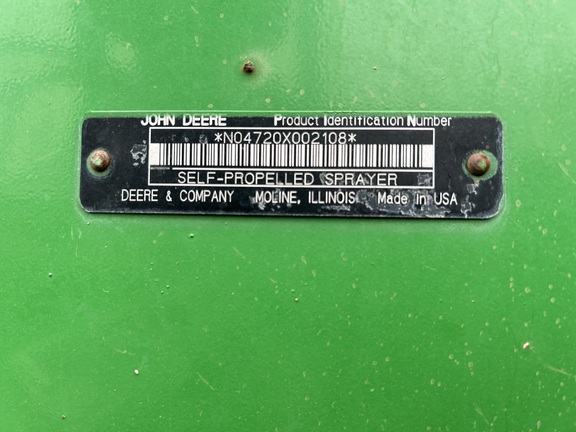 JOHN DEERE Product Identification Number
*N04720X002108*
SELF-PROPELLED SPRAYER
DEERE & COMPANY MOLINE, ILLINOIS Made in USA